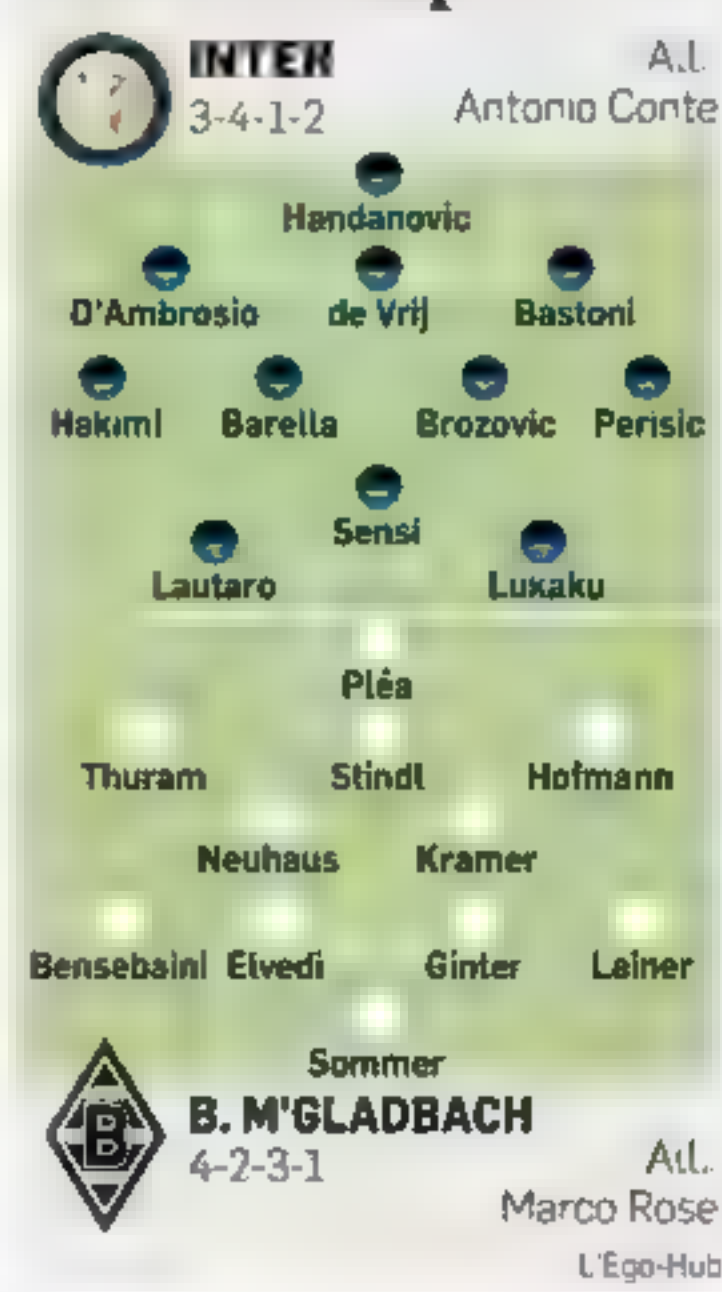 INTER
3-4-1-2
Antonio Conte
Handanovic
D'Ambrosio de Vrij Bastoni
Hakimi Barella Brozovic Perisic
Sensi
Lautaro Lukaku
Pléa
Thuram Stindl Hofmann
Neuhaus Kramer
Bensebaini Elvedi Ginter Lainer
Sommer
B
B. M'GLADBACH
4-2-3-1
All.
Marco Rose
L'Ego-Hub